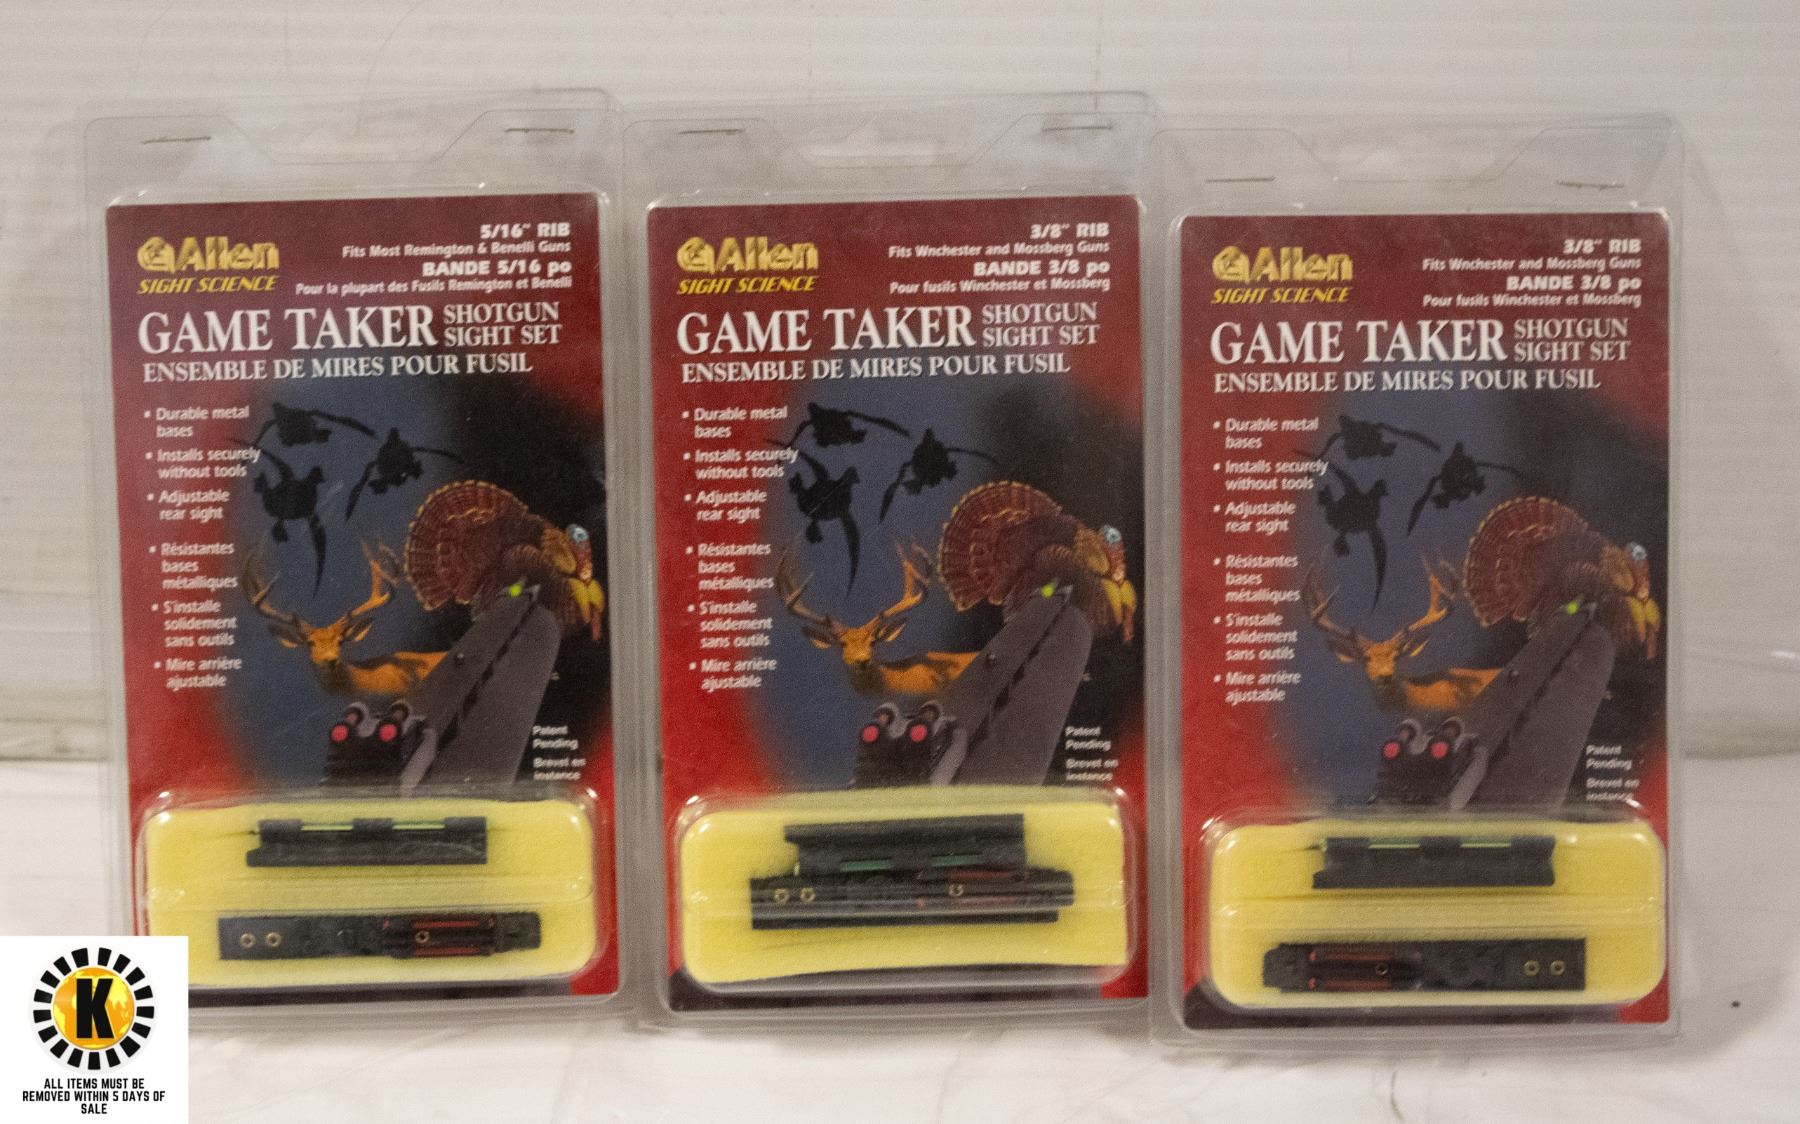 Allen
SIGHT SCIENCE
5/16" RIB
Fits Most Remington & Benelli Guns
BANDE 5/16 po
Pour la plupart des Fusils Remington et Benelli
GAME TAKER SHOTGUN
SIGHT SET
ENSEMBLE DE MIRES POUR FUSIL
• Durable metal
bases
• Installs securely
without tools
• Adjustable
rear sight
• Résistantes
bases
métalliques
• S'installe
solidement
sans outils
• Mire arrière
ajustable
Patent
Pending
Brevet en
instance
Allen
SIGHT SCIENCE
3/8" RIB
Fits Wnchester and Mossberg Guns
BANDE 3/8 po
Pour fusils Winchester et Mossberg
GAME TAKER SHOTGUN
SIGHT SET
ENSEMBLE DE MIRES POUR FUSIL
• Durable metal
bases
• Installs securely
without tools
• Adjustable
rear sight
• Résistantes
bases
métalliques
• S'installe
solidement
sans outils
• Mire arrière
ajustable
Patent
Pending
Brevet en
instance
Allen
SIGHT SCIENCE
3/8" RIB
Fits Wnchester and Mossberg Guns
BANDE 3/8 po
Pour fusils Winchester et Mossberg
GAME TAKER SHOTGUN
SIGHT SET
ENSEMBLE DE MIRES POUR FUSIL
• Durable metal
bases
• Installs securely
without tools
• Adjustable
rear sight
• Résistantes
bases
métalliques
• S'installe
solidement
sans outils
• Mire arrière
ajustable
Patent
Pending
Brevet en
instance
K
ALL ITEMS MUST BE
REMOVED WITHIN 5 DAYS OF
SALE